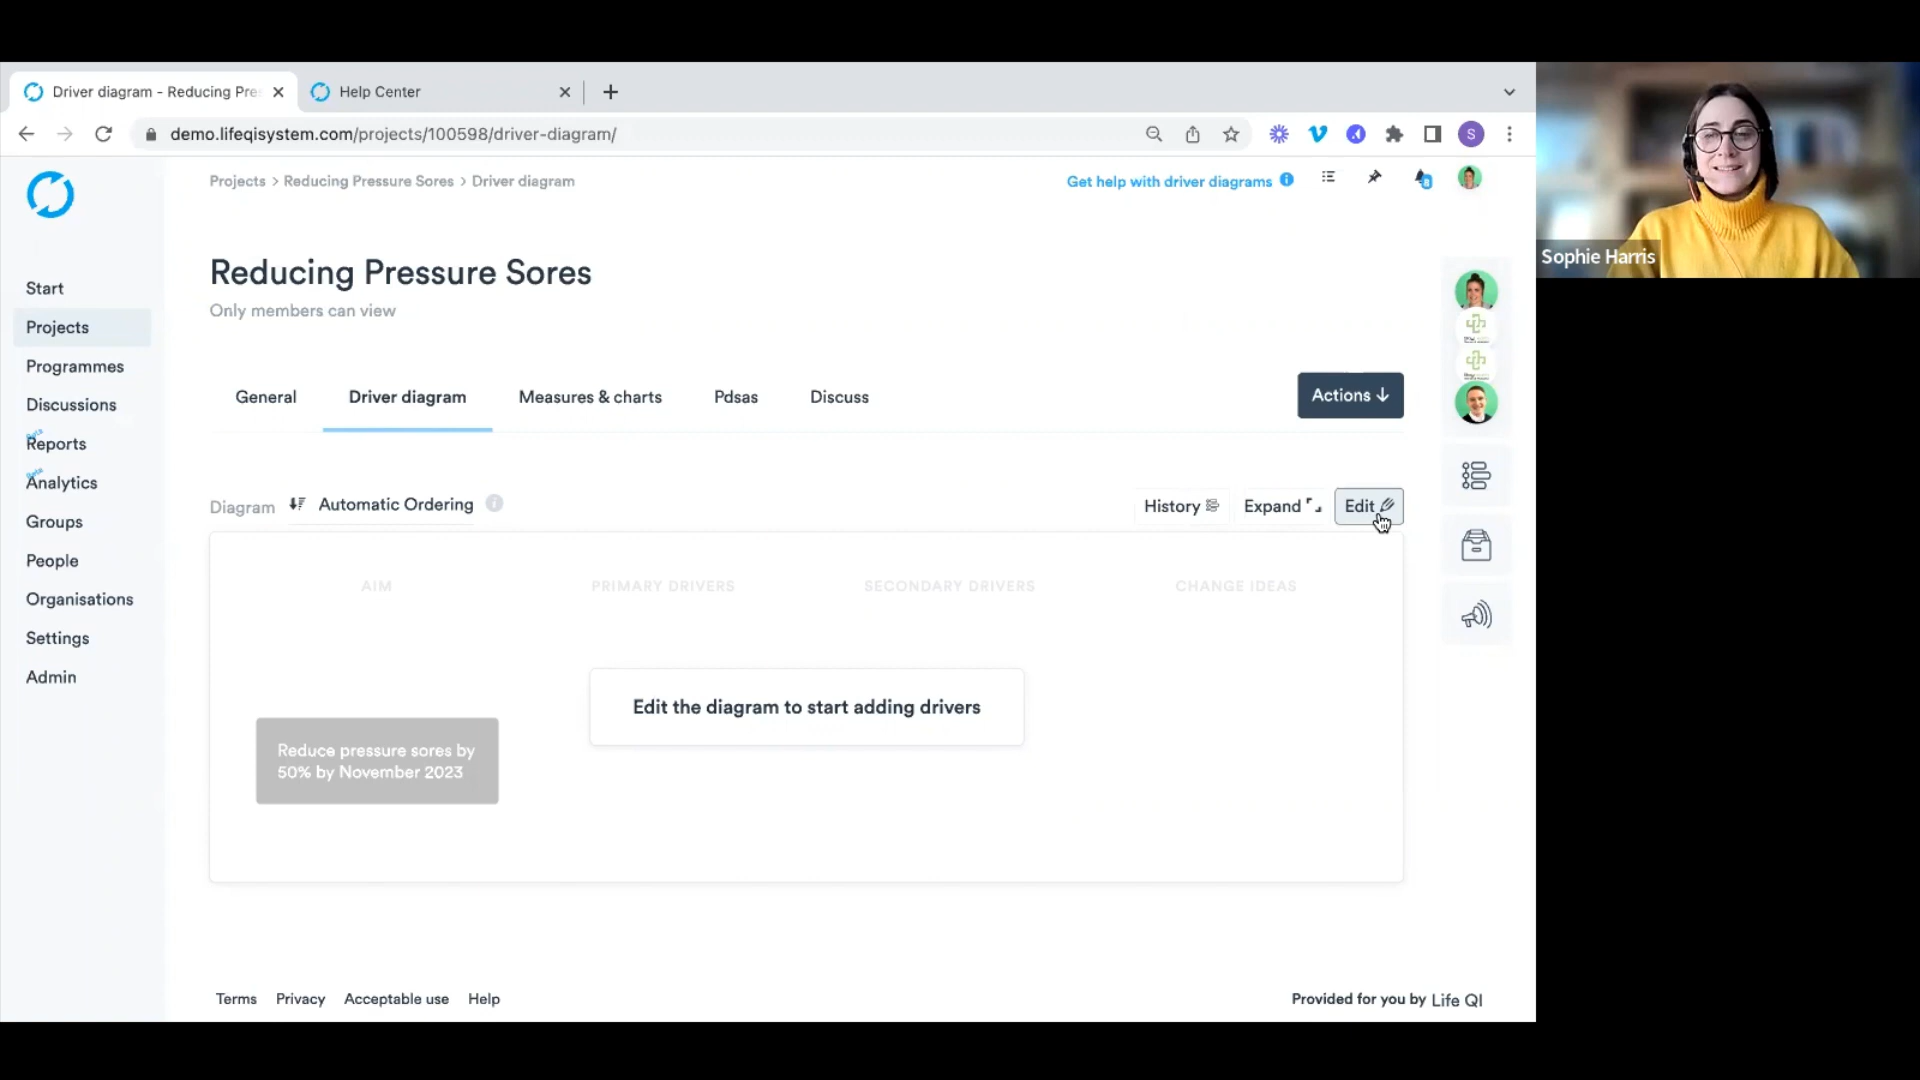 Driver diagram - Reducing Pre
Help Center
demo.lifeqisystem.com/projects/100598/driver-diagram/
S
Sophie Harris
Projects > Reducing Pressure Sores > Driver diagram
Get help with driver diagrams
8
Reducing Pressure Sores
Only members can view
Start
Projects
Programmes
Discussions
Beta
Reports
Beta
Analytics
Groups
People
Organisations
Settings
Admin
General
Driver diagram
Measures & charts
Pdsas
Discuss
Actions ↓
Diagram
Automatic Ordering
History
Expand
Edit
AIM
PRIMARY DRIVERS
SECONDARY DRIVERS
CHANGE IDEAS
Edit the diagram to start adding drivers
Reduce pressure sores by
50% by November 2023
Terms
Privacy
Acceptable use
Help
Provided for you by Life QI